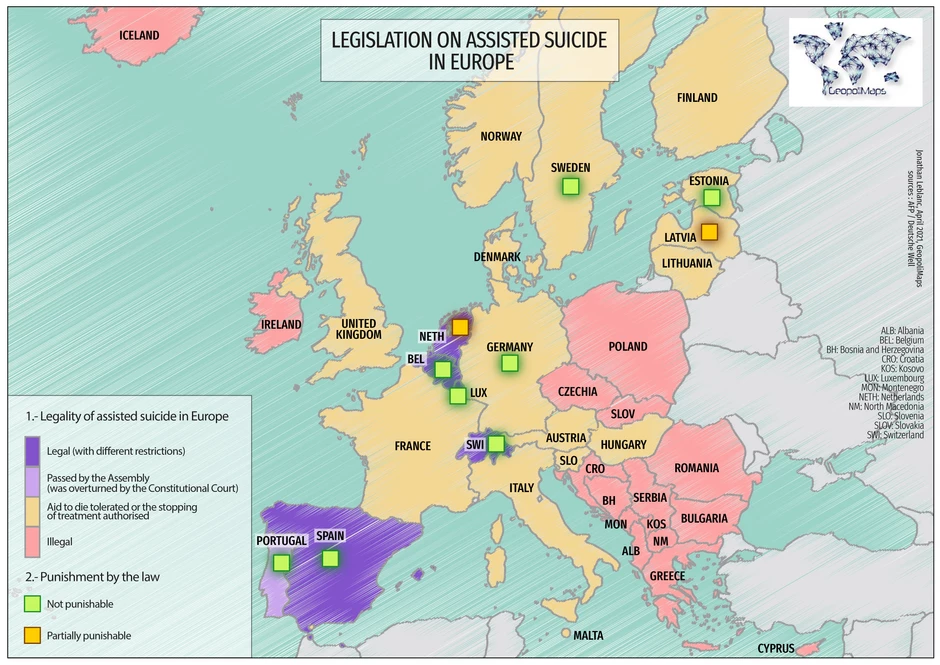 LEGISLATION ON ASSISTED SUICIDE
IN EUROPE
GeopoliMaps
ICELAND
FINLAND
NORWAY
SWEDEN
ESTONIA
LATVIA
LITHUANIA
DENMARK
IRELAND
UNITED
KINGDOM
NETH
BEL
GERMANY
POLAND
LUX
CZECHIA
SLOV
FRANCE
SWI
AUSTRIA
HUNGARY
SLO
CRO
ROMANIA
ITALY
BH
SERBIA
MON
KOS
BULGARIA
NM
ALB
GREECE
PORTUGAL
SPAIN
MALTA
CYPRUS
Jonathan Leblanc, April 2021, GeopoliMaps
sources : AFP / Deutsche Well
ALB: Albania
BEL: Belgium
BH: Bosnia and Herzegovina
CRO: Croatia
KOS: Kosovo
LUX: Luxembourg
MON: Montenegro
NETH: Netherlands
NM: North Macedonia
SLO: Slovenia
SLOV: Slovakia
SWI: Switzerland
1.- Legality of assisted suicide in Europe
Legal (with different restrictions)
Passed by the Assembly
(was overturned by the Constitutional Court)
Aid to die tolerated or the stopping
of treatment authorised
Illegal
2.- Punishment by the law
Not punishable
Partially punishable